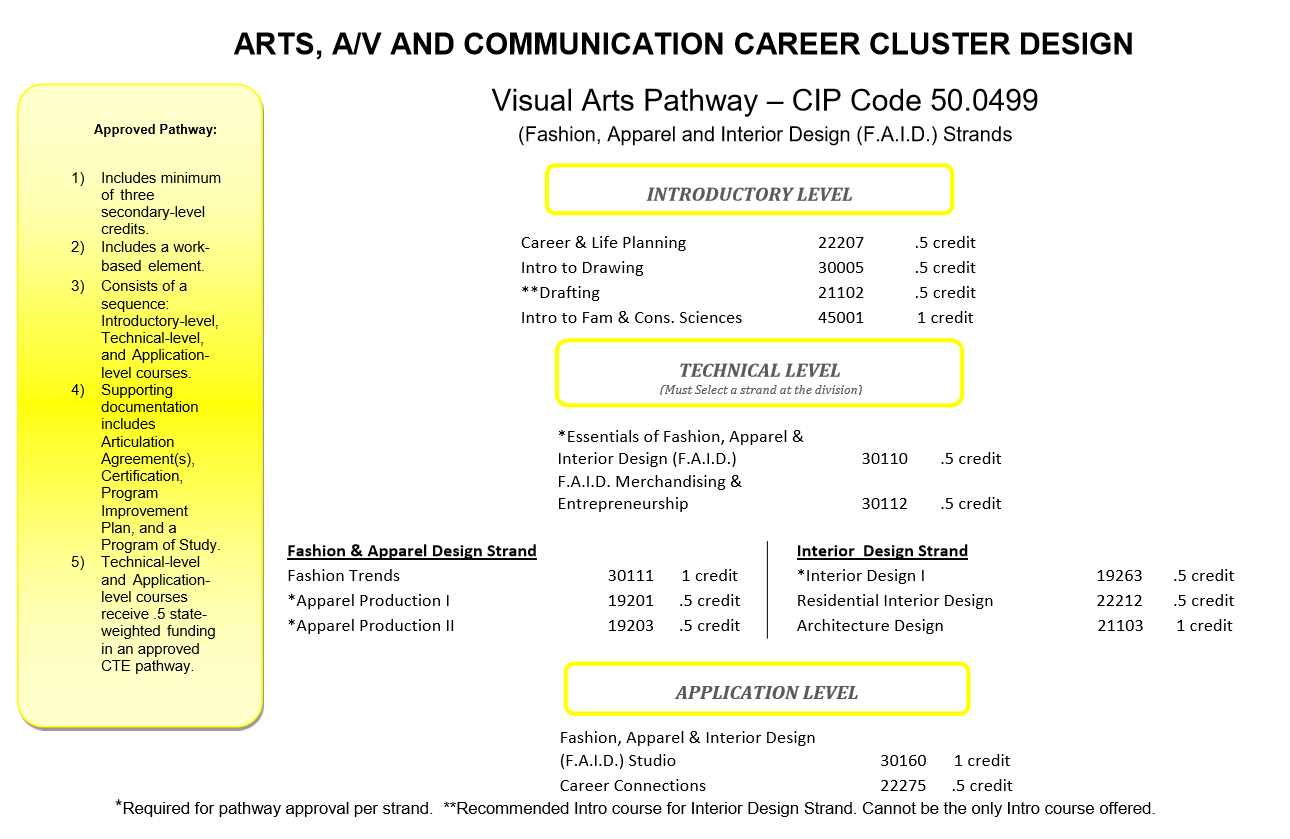 ARTS, A/V AND COMMUNICATION CAREER CLUSTER DESIGN
Visual Arts Pathway – CIP Code 50.0499
(Fashion, Apparel and Interior Design (F.A.I.D.) Strands
Approved Pathway:
1) Includes minimum
of three
secondary-level
credits.
2) Includes a work-
based element.
3) Consists of a
sequence:
Introductory-level,
Technical-level,
and Application-
level courses.
4) Supporting
documentation
includes
Articulation
Agreement(s),
Certification,
Program
Improvement
Plan, and a
Program of Study.
5) Technical-level
and Application-
level courses
receive .5 state-
weighted funding
in an approved
CTE pathway.
INTRODUCTORY LEVEL
Career & Life Planning 22207 .5 credit
Intro to Drawing 30005 .5 credit
**Drafting 21102 .5 credit
Intro to Fam & Cons. Sciences 45001 1 credit
TECHNICAL LEVEL
(Must Select a strand at the division)
*Essentials of Fashion, Apparel &
Interior Design (F.A.I.D.) 30110 .5 credit
F.A.I.D. Merchandising &
Entrepreneurship 30112 .5 credit
Fashion & Apparel Design Strand
Fashion Trends 30111 1 credit
*Apparel Production I 19201 .5 credit
*Apparel Production II 19203 .5 credit
Interior Design Strand
*Interior Design I 19263 .5 credit
Residential Interior Design 22212 .5 credit
Architecture Design 21103 1 credit
APPLICATION LEVEL
Fashion, Apparel & Interior Design
(F.A.I.D.) Studio 30160 1 credit
Career Connections 22275 .5 credit
*Required for pathway approval per strand. **Recommended Intro course for Interior Design Strand. Cannot be the only Intro course offered.